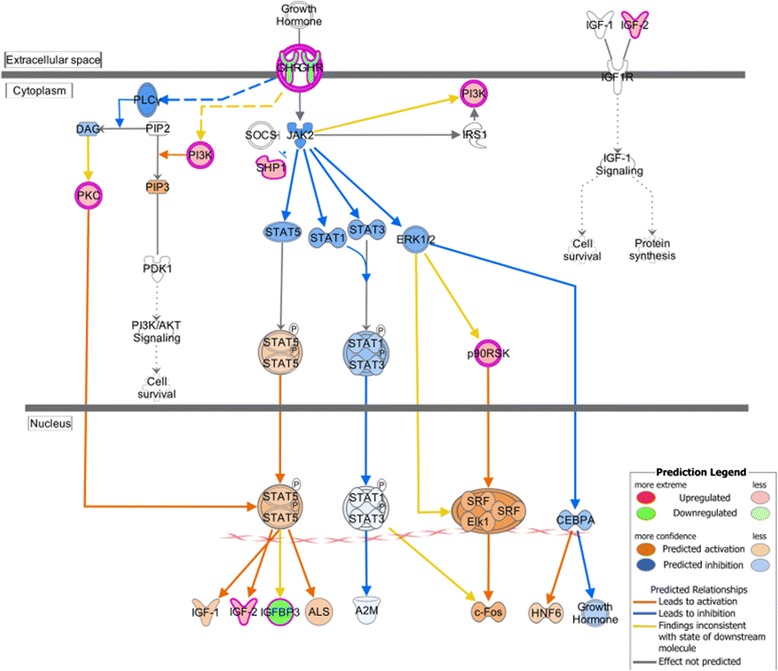 Growth
Hormone
IGF-1
IGF-2
GHR
GHR
IGF1R
Extracellular space
Cytoplasm
PLCγ
PI3K
DAG
PIP2
SOCS
JAK2
IRS1
PI3K
SHP1
IGF-1
Signaling
PKC
PIP3
STAT5
STAT1
STAT3
ERK1/2
Cell
survival
Protein
synthesis
PDK1
PI3K/AKT
Signaling
P
STAT5
P
STAT5
P
STAT1
P
STAT3
p90RSK
Cell
survival
Nucleus
P
STAT5
P
STAT5
P
STAT1
P
STAT3
SRF
SRF
Elk1
CEBPA
IGF-1
IGF-2
IGFBP3
ALS
A2M
c-Fos
HNF6
Growth
Hormone
Prediction Legend
more extreme
less
Upregulated
Downregulated
more confidence
less
Predicted activation
Predicted inhibition
Predicted Relationships
Leads to activation
Leads to inhibition
Findings inconsistent
with state of downstream
molecule
Effect not predicted